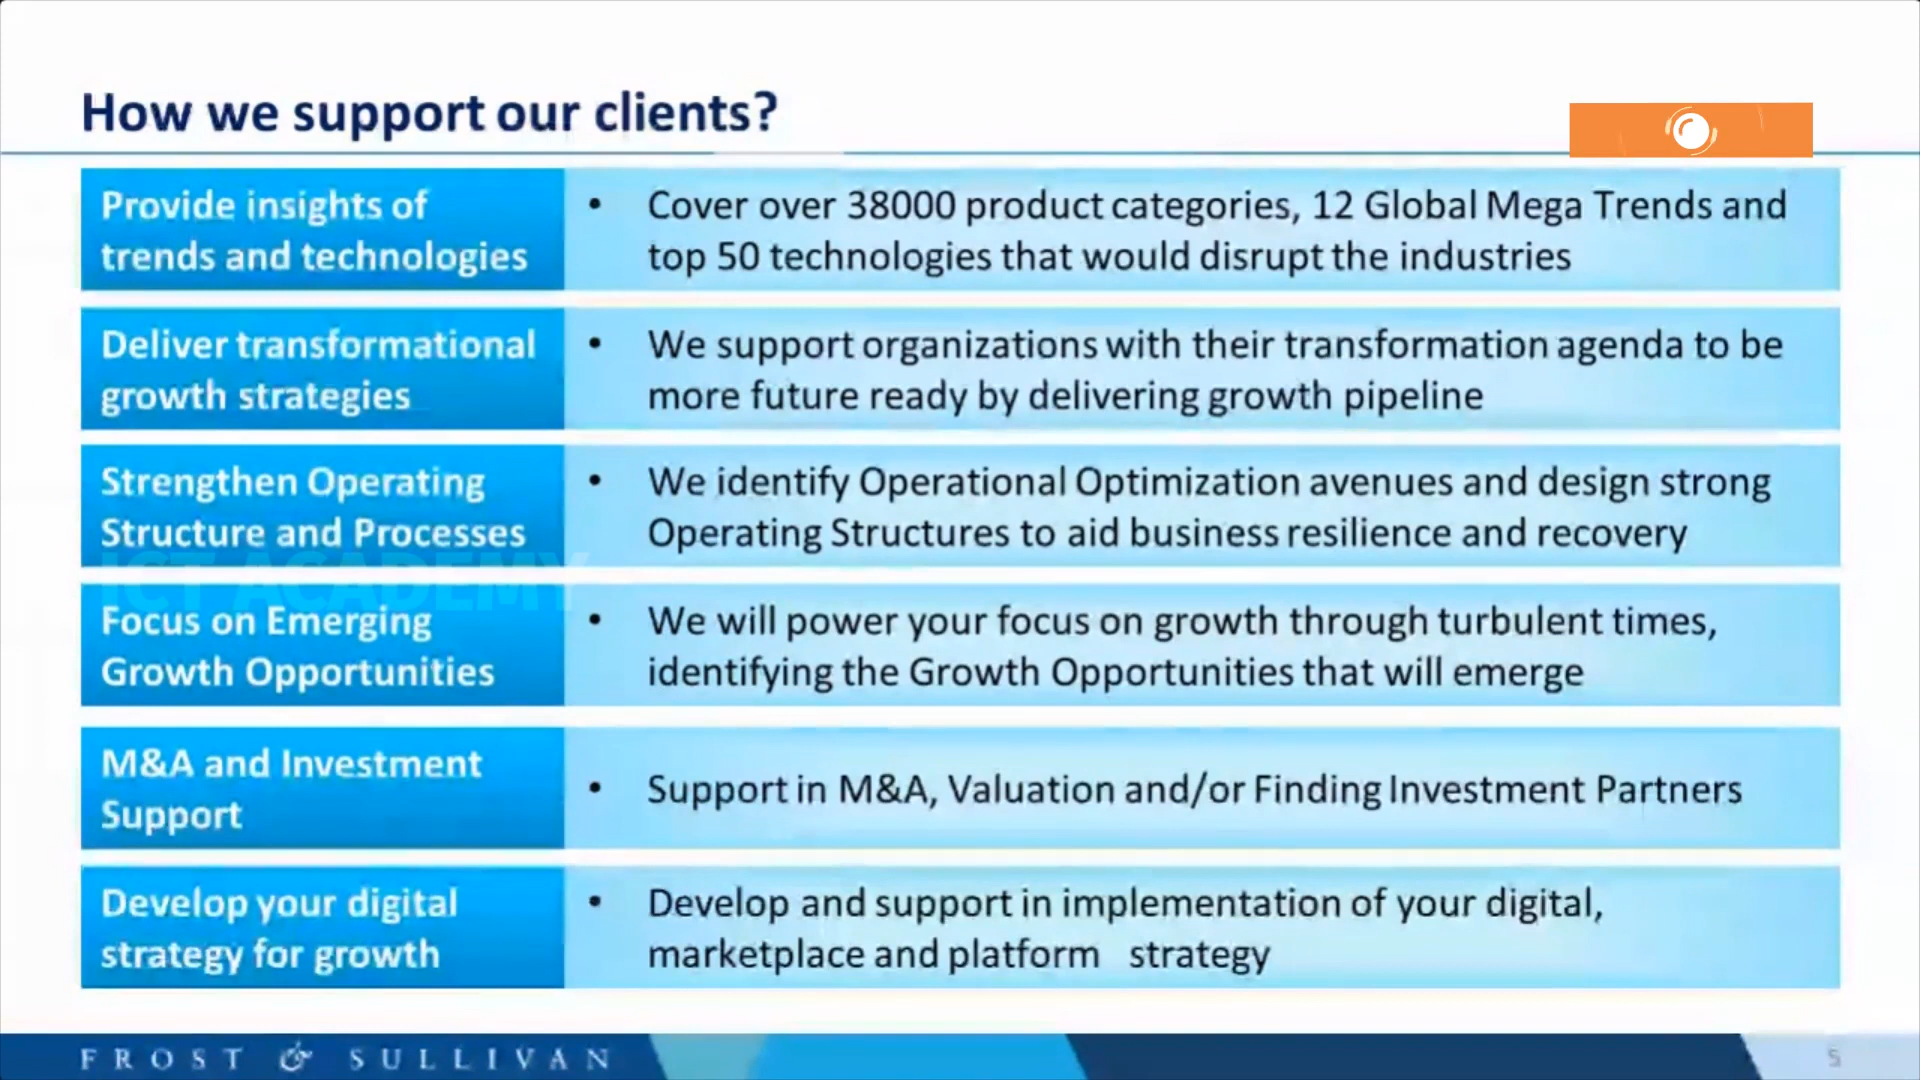 How we support our clients?
Provide insights of
trends and technologies
• Cover over 38000 product categories, 12 Global Mega Trends and
top 50 technologies that would disrupt the industries
Deliver transformational
growth strategies
• We support organizations with their transformation agenda to be
more future ready by delivering growth pipeline
Strengthen Operating
Structure and Processes
• We identify Operational Optimization avenues and design strong
Operating Structures to aid business resilience and recovery
ICT ACADEMY
Focus on Emerging
Growth Opportunities
• We will power your focus on growth through turbulent times,
identifying the Growth Opportunities that will emerge
M&A and Investment
Support
• Support in M&A, Valuation and/or Finding Investment Partners
Develop your digital
strategy for growth
• Develop and support in implementation of your digital,
marketplace and platform strategy
FROST & SULLIVAN
5